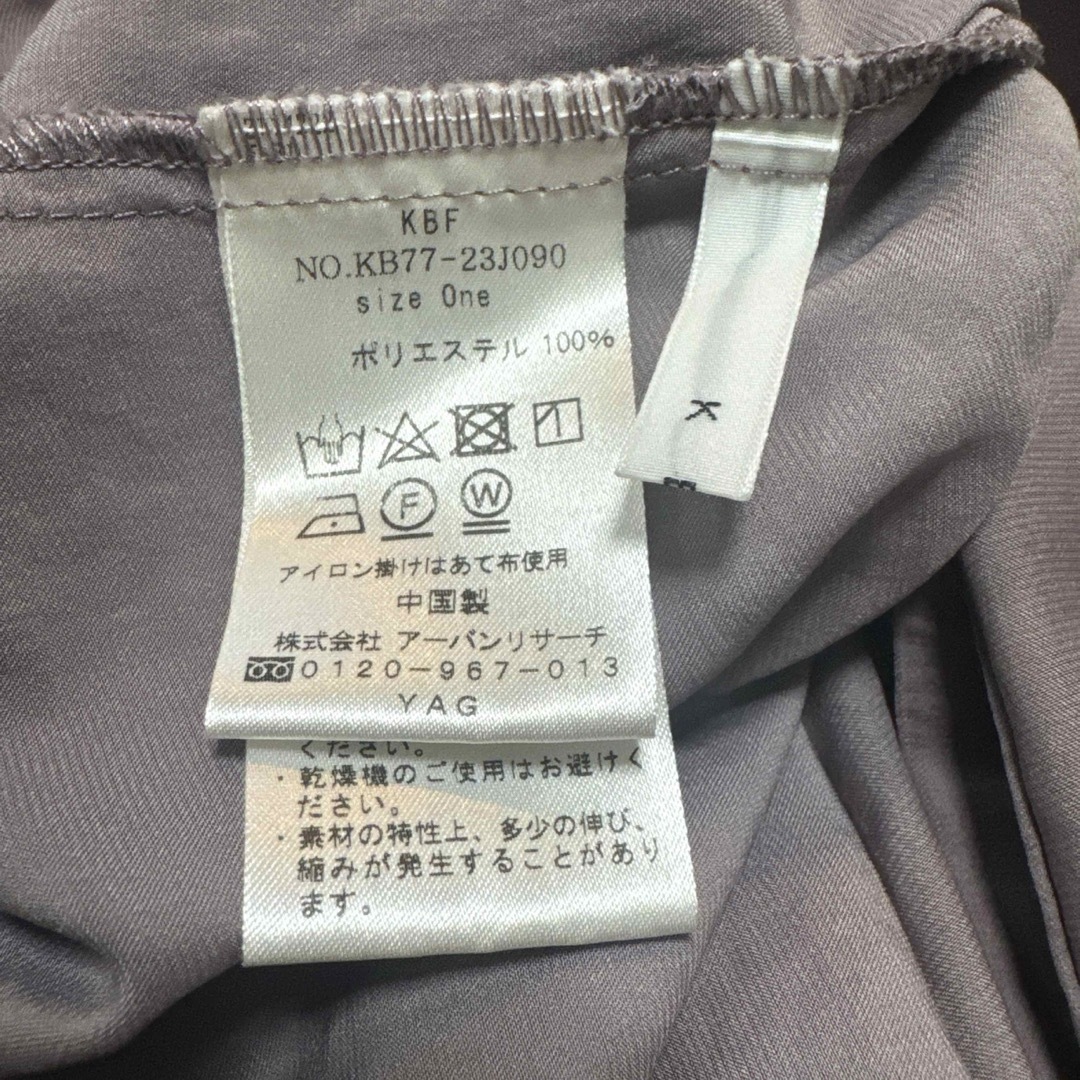 KBF
NO.KB77-23J090
size One
ポリエステル 100%
F W
アイロン掛けはあて布使用
中国製
株式会社 アーバンリサーチ
0120-967-013
YAG
ください。
・乾燥機のご使用はお避けく
ださい。
・素材の特性上、多少の伸び、
縮みが発生することがあり
ます。
K